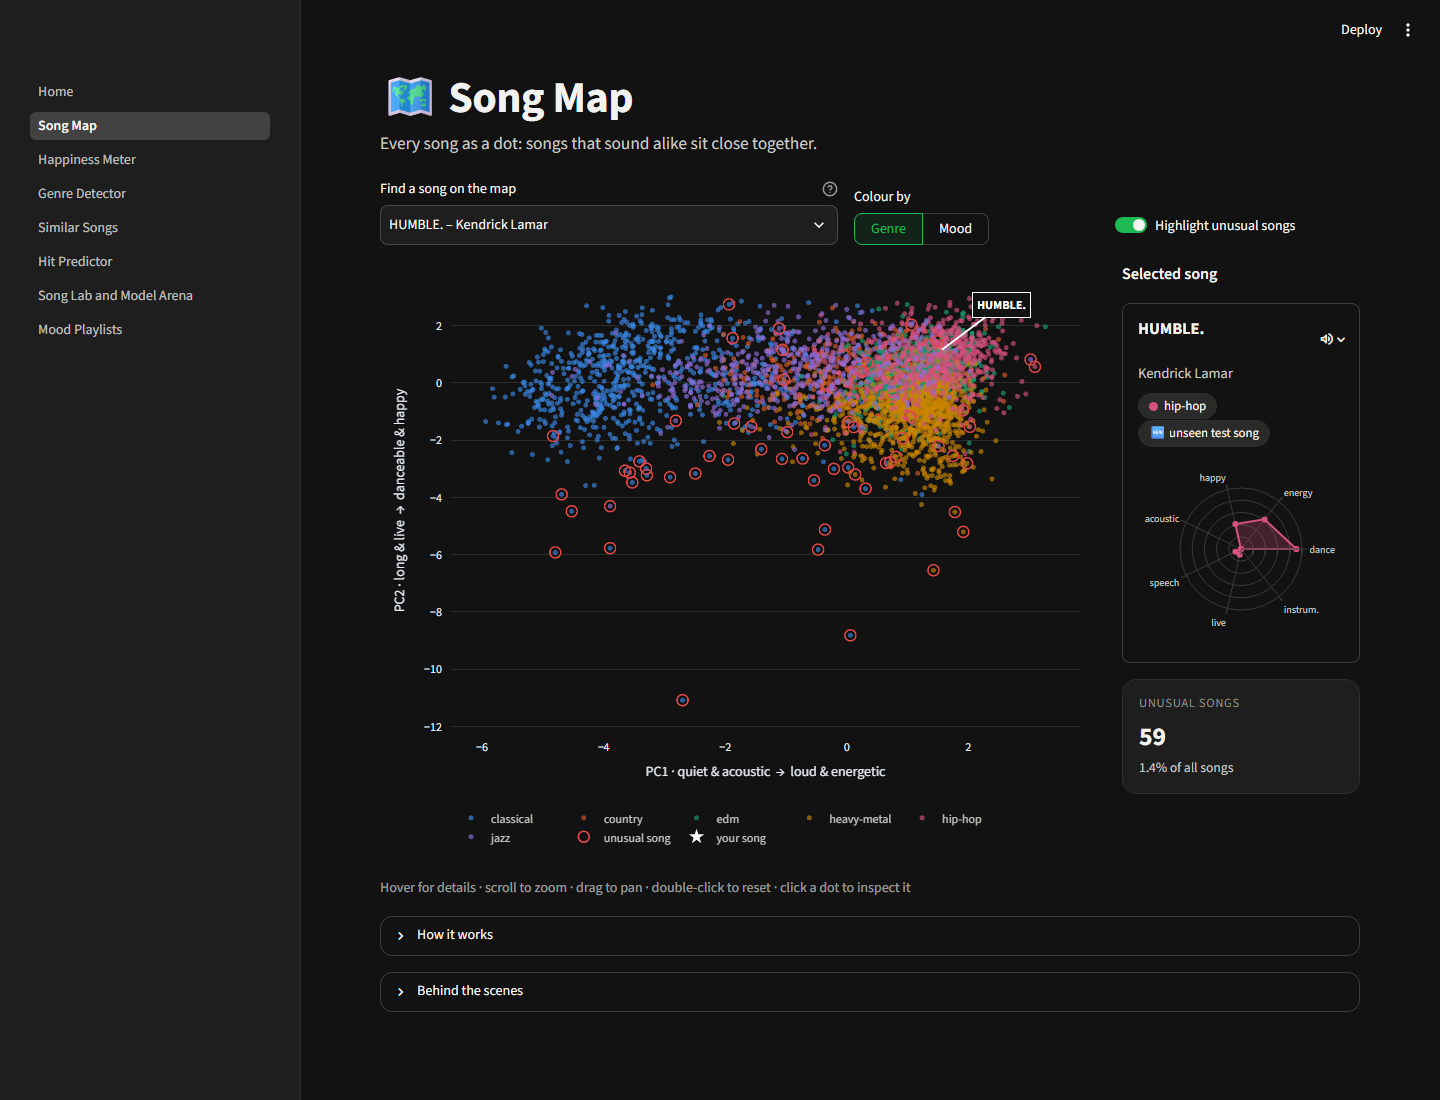 Deploy
Home
Song Map
Happiness Meter
Genre Detector
Similar Songs
Hit Predictor
Song Lab and Model Arena
Mood Playlists
Song Map
Every song as a dot: songs that sound alike sit close together.
Find a song on the map
HUMBLE. – Kendrick Lamar
Colour by
Genre
Mood
Highlight unusual songs
HUMBLE.
2
0
−2
−4
−6
−8
−10
−12
PC2 · long & live → danceable & happy
−6
−4
−2
0
2
PC1 · quiet & acoustic → loud & energetic
classical
country
edm
heavy-metal
hip-hop
jazz
unusual song
your song
Selected song
HUMBLE.
Kendrick Lamar
hip-hop
NEW unseen test song
happy
energy
acoustic
dance
speech
instrum.
live
UNUSUAL SONGS
59
1.4% of all songs
Hover for details · scroll to zoom · drag to pan · double-click to reset · click a dot to inspect it
How it works
Behind the scenes